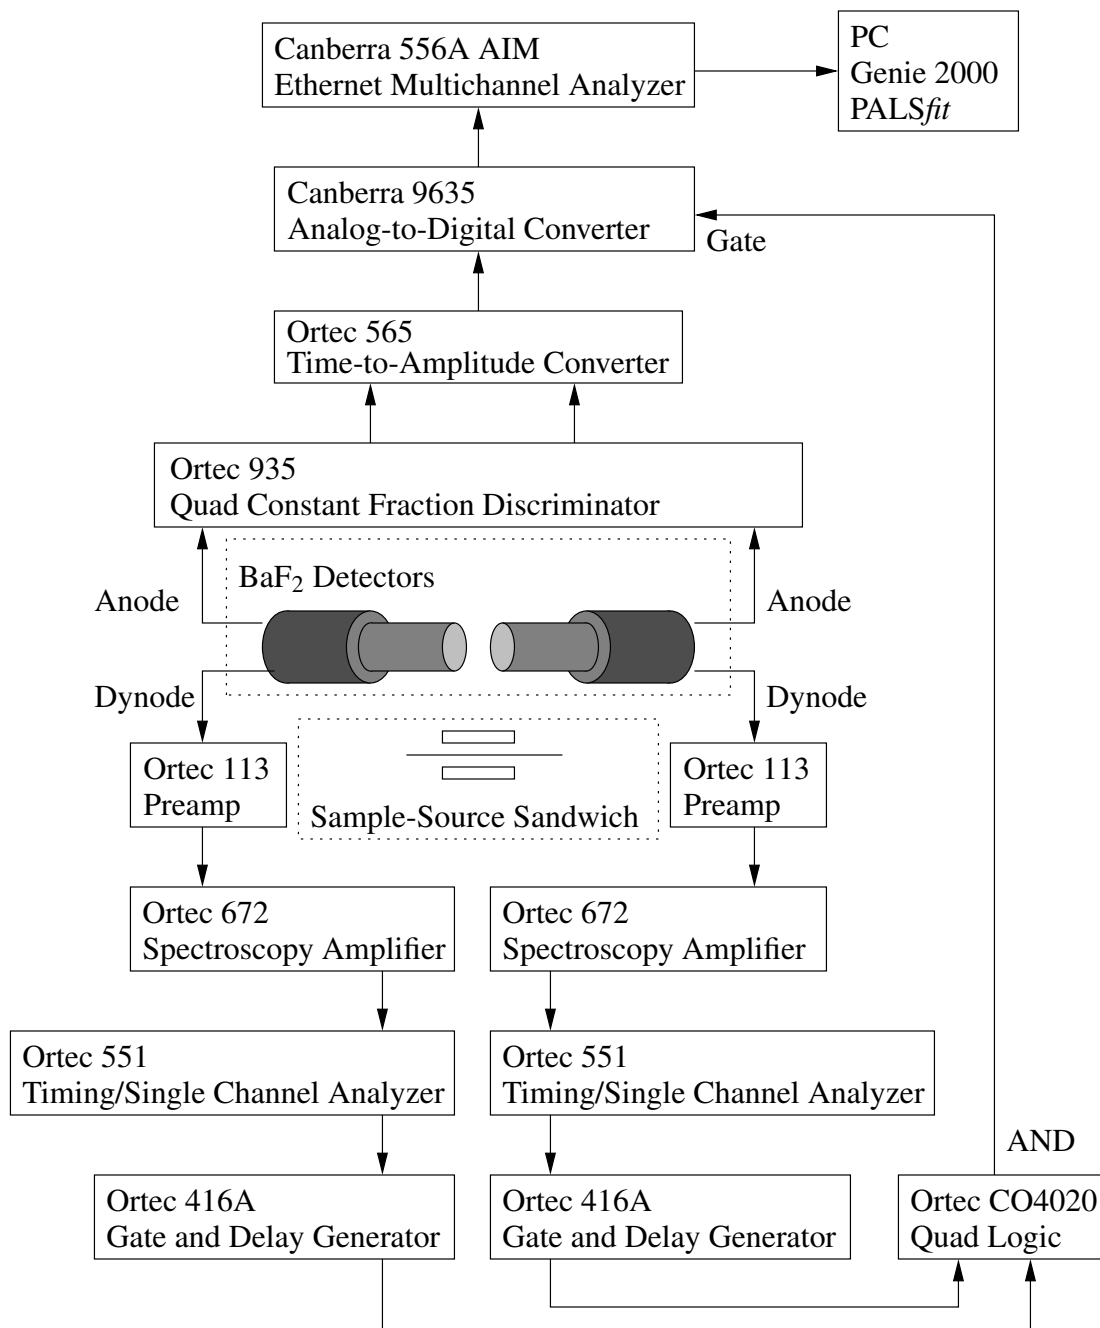 Canberra 556A AIM
Ethernet Multichannel Analyzer
PC
Genie 2000
PALSfit
Canberra 9635
Analog-to-Digital Converter
Gate
Ortec 565
Time-to-Amplitude Converter
Ortec 935
Quad Constant Fraction Discriminator
BaF₂ Detectors
Anode
Anode
Dynode
Dynode
Ortec 113
Preamp
Sample-Source Sandwich
Ortec 113
Preamp
Ortec 672
Spectroscopy Amplifier
Ortec 672
Spectroscopy Amplifier
Ortec 551
Timing/Single Channel Analyzer
Ortec 551
Timing/Single Channel Analyzer
AND
Ortec 416A
Gate and Delay Generator
Ortec 416A
Gate and Delay Generator
Ortec CO4020
Quad Logic